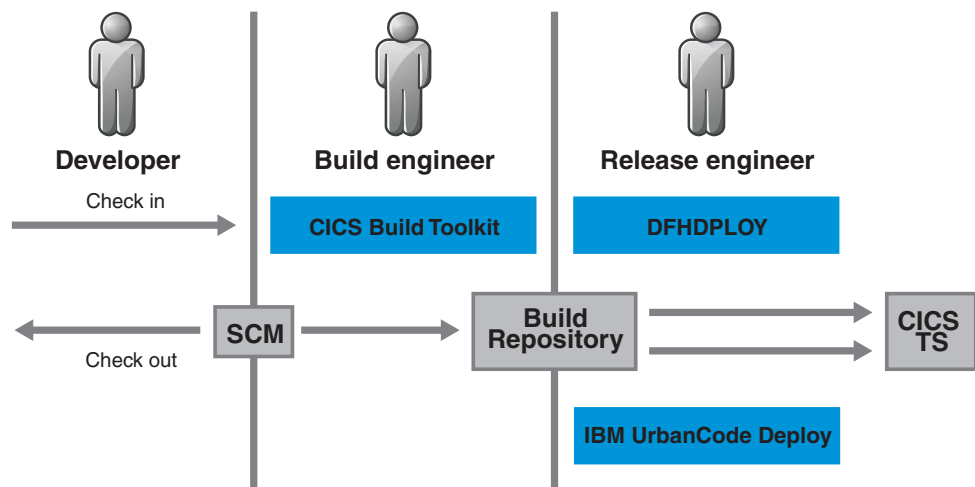 Developer
Build engineer
Release engineer
Check in
CICS Build Toolkit
DFHDPLOY
SCM
Build
Repository
CICS
TS
Check out
IBM UrbanCode Deploy